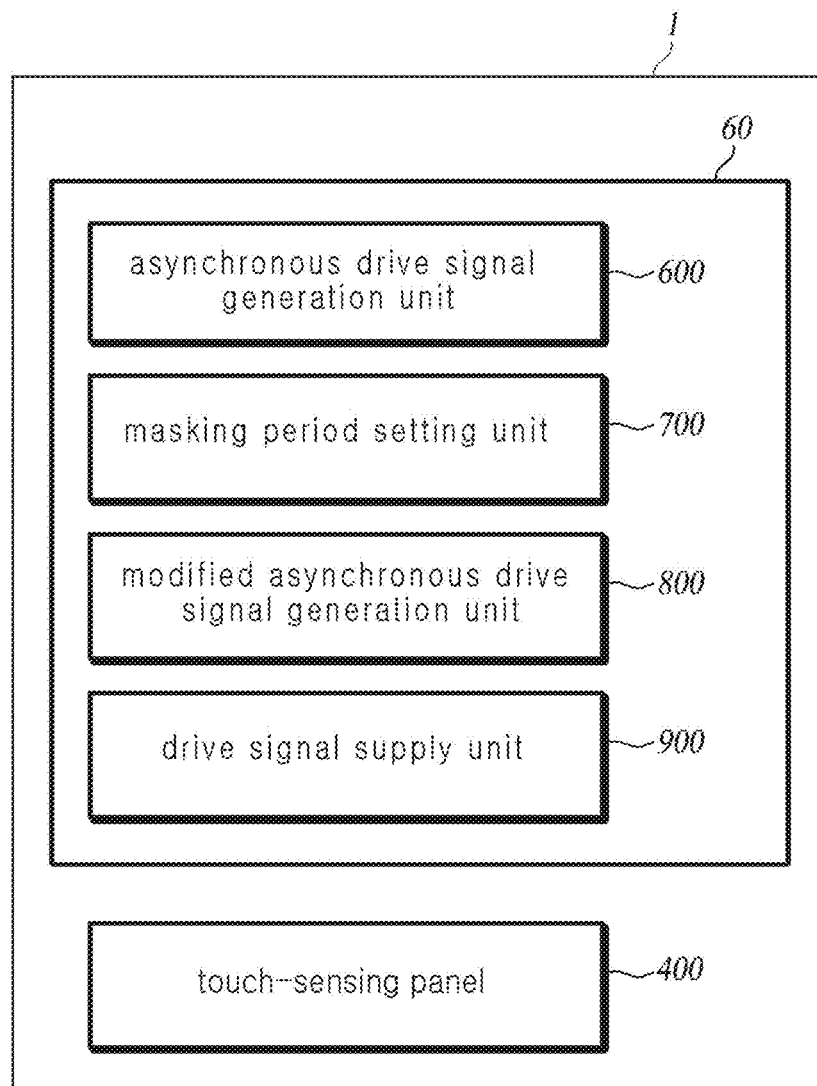 1
60
asynchronous drive signal
generation unit
600
masking period setting unit
700
modified asynchronous drive
signal generation unit
800
drive signal supply unit
900
touch-sensing panel
400